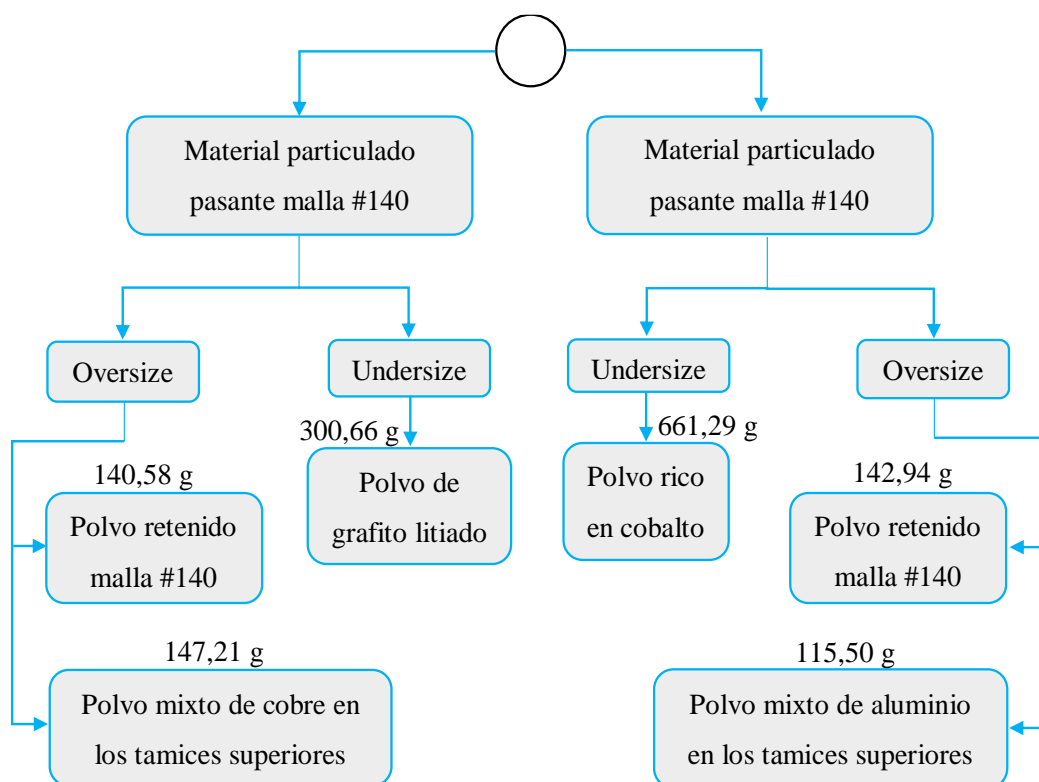 Material particulado
pasante malla #140
Material particulado
pasante malla #140
Oversize
Undersize
Undersize
Oversize
300,66 g
Polvo de
grafito litiado
661,29 g
Polvo rico
en cobalto
140,58 g
Polvo retenido
malla #140
142,94 g
Polvo retenido
malla #140
147,21 g
Polvo mixto de cobre en
los tamices superiores
115,50 g
Polvo mixto de aluminio
en los tamices superiores